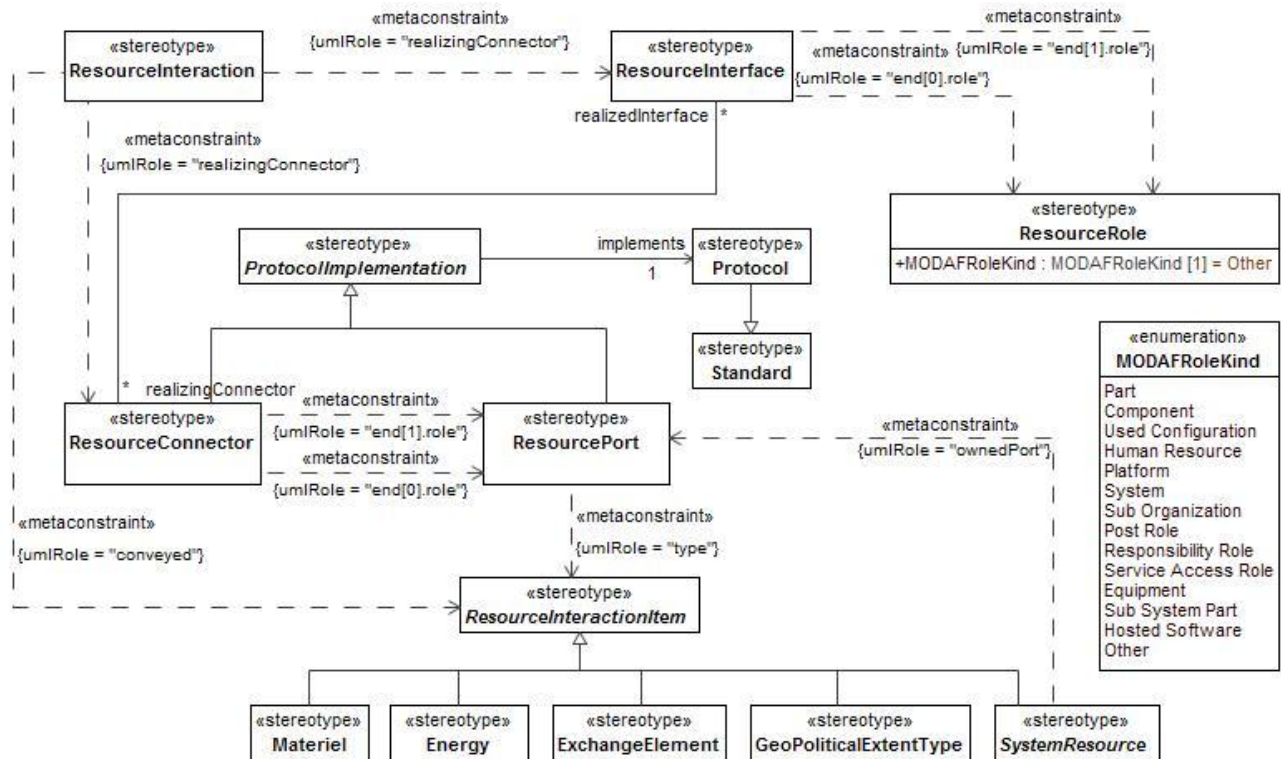 «metaconstraint»
{umlRole = "realizingConnector"}
«metaconstraint»
{umlRole = "end[1].role"}
«metaconstraint»
{umlRole = "end[0].role"}
«stereotype»
ResourceInteraction
«stereotype»
ResourceInterface
realizedInterface *
«metaconstraint»
{umlRole = "realizingConnector"}
«stereotype»
ResourceRole
+MODAFRoleKind : MODAFRoleKind [1] = Other
«stereotype»
ProtocolImplementation
implements
1
«stereotype»
Protocol
«stereotype»
Standard
«enumeration»
MODAFRoleKind
Part
Component
Used Configuration
Human Resource
Platform
System
Sub Organization
Post Role
Responsibility Role
Service Access Role
Equipment
Sub System Part
Hosted Software
Other
* realizingConnector
«stereotype»
ResourceConnector
«metaconstraint»
{umlRole = "end[1].role"}
«metaconstraint»
{umlRole = "end[0].role"}
«stereotype»
ResourcePort
«metaconstraint»
{umlRole = "ownedPort"}
«metaconstraint»
{umlRole = "conveyed"}
«metaconstraint»
{umlRole = "type"}
«stereotype»
ResourceInteractionItem
«stereotype»
Materiel
«stereotype»
Energy
«stereotype»
ExchangeElement
«stereotype»
GeoPoliticalExtentType
«stereotype»
SystemResource